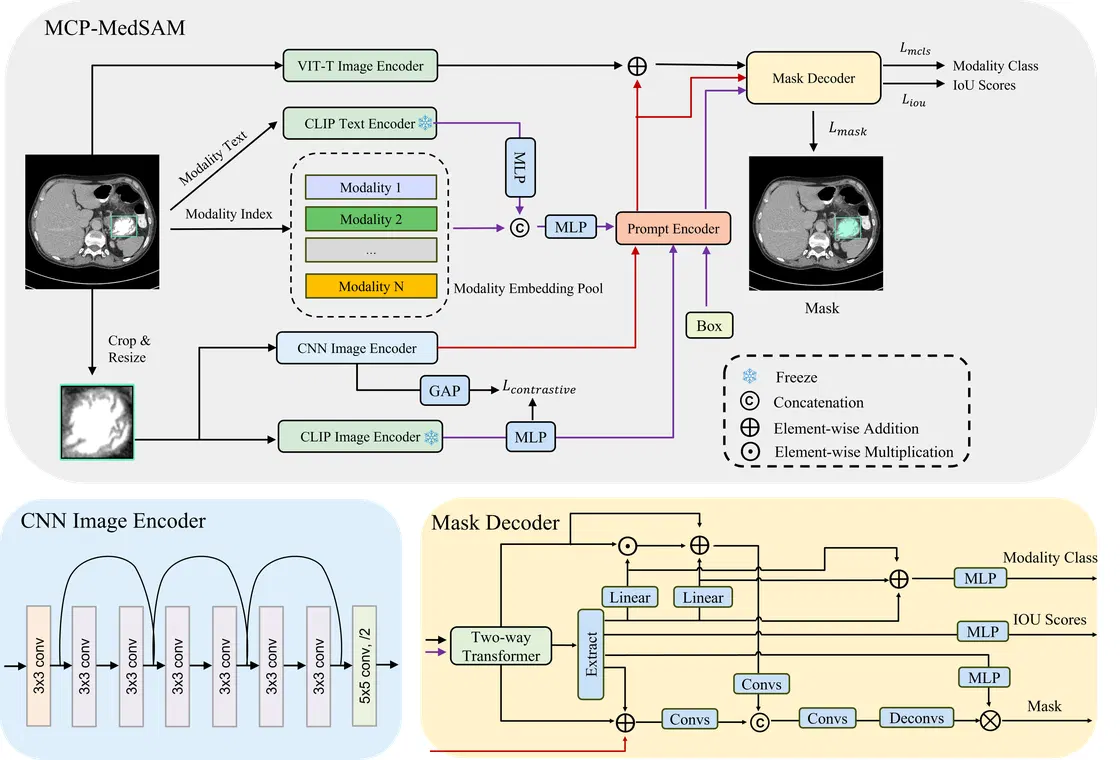 MCP-MedSAM
VIT-T Image Encoder
CLIP Text Encoder
Modality Text
Modality Index
Modality 1
Modality 2
...
Modality N
Modality Embedding Pool
MLP
C
MLP
Prompt Encoder
Mask Decoder
L_mcls
Modality Class
IoU Scores
L_iou
L_mask
Mask
Box
Crop &
Resize
CNN Image Encoder
GAP
L_contrastive
CLIP Image Encoder
MLP
Freeze
C
Concatenation
Element-wise Addition
Element-wise Multiplication
CNN Image Encoder
3x3 conv
3x3 conv
3x3 conv
3x3 conv
3x3 conv
3x3 conv
3x3 conv
5x5 conv, /2
Mask Decoder
Two-way
Transformer
Extract
Linear
Linear
MLP
Modality Class
MLP
IOU Scores
MLP
Convs
Convs
C
Convs
Deconvs
Mask